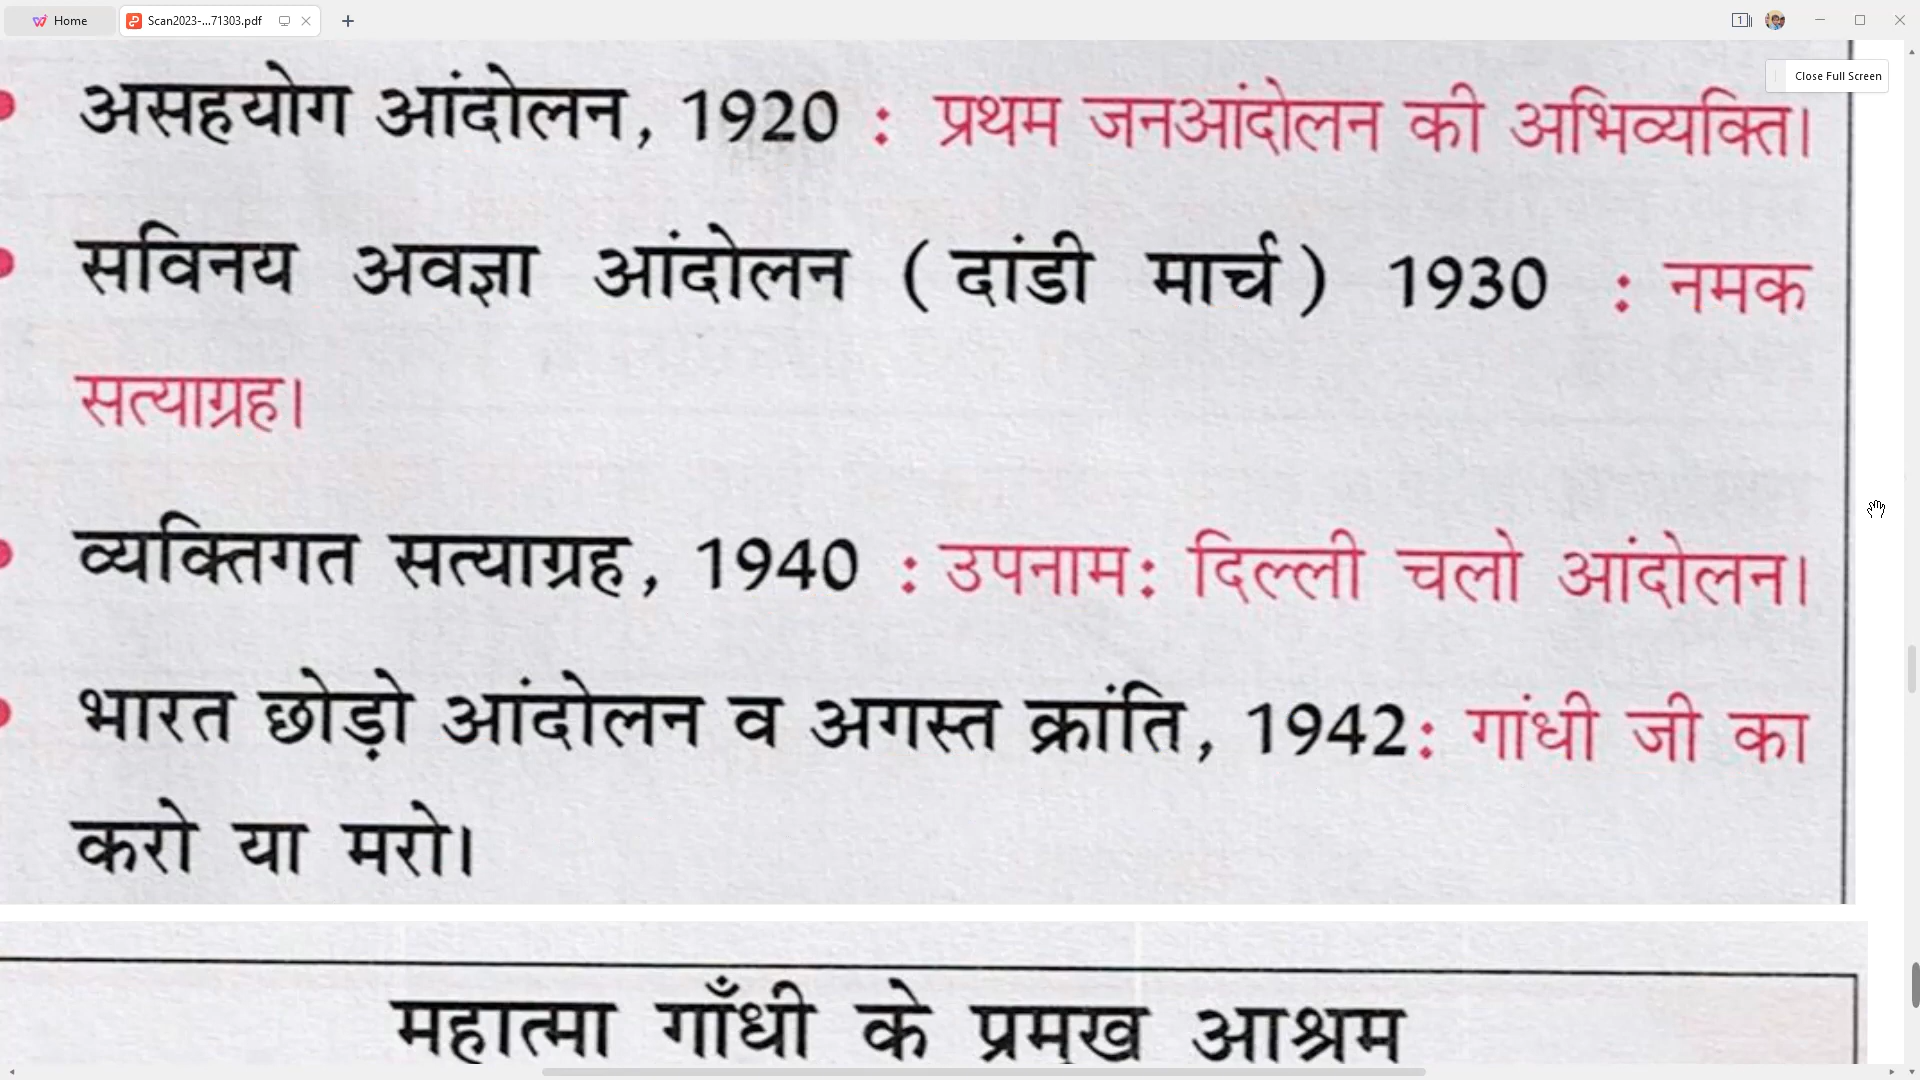 Home
Scan2023-...71303.pdf
1
Close Full Screen
असहयोग आंदोलन, 1920 : प्रथम जनआंदोलन की अभिव्यक्ति।
सविनय अवज्ञा आंदोलन (दांडी मार्च) 1930 : नमक
सत्याग्रह।
व्यक्तिगत सत्याग्रह, 1940 : उपनाम: दिल्ली चलो आंदोलन।
भारत छोड़ो आंदोलन व अगस्त क्रांति, 1942: गांधी जी का
करो या मरो।
महात्मा गाँधी के प्रमुख आश्रम